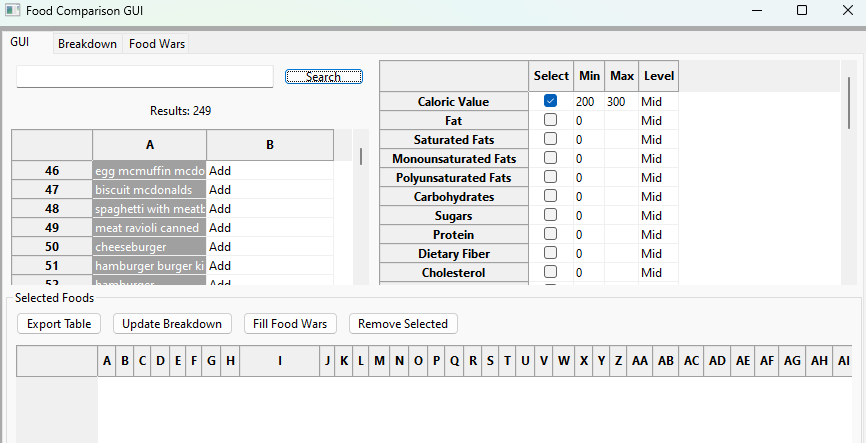 Food Comparison GUI
GUI Breakdown Food Wars
Search
Results: 249
A B
46 egg mcmuffin mcdo Add
47 biscuit mcdonalds Add
48 spaghetti with meatb Add
49 meat ravioli canned Add
50 cheeseburger Add
51 hamburger burger ki Add
52 hamburger Add
Select Min Max Level
Caloric Value 200 300 Mid
Fat 0 Mid
Saturated Fats 0 Mid
Monounsaturated Fats 0 Mid
Polyunsaturated Fats 0 Mid
Carbohydrates 0 Mid
Sugars 0 Mid
Protein 0 Mid
Dietary Fiber 0 Mid
Cholesterol 0 Mid
Selected Foods
Export Table Update Breakdown Fill Food Wars Remove Selected
A B C D E F G H I J K L M N O P Q R S T U V W X Y Z AA AB AC AD AE AF AG AH AI